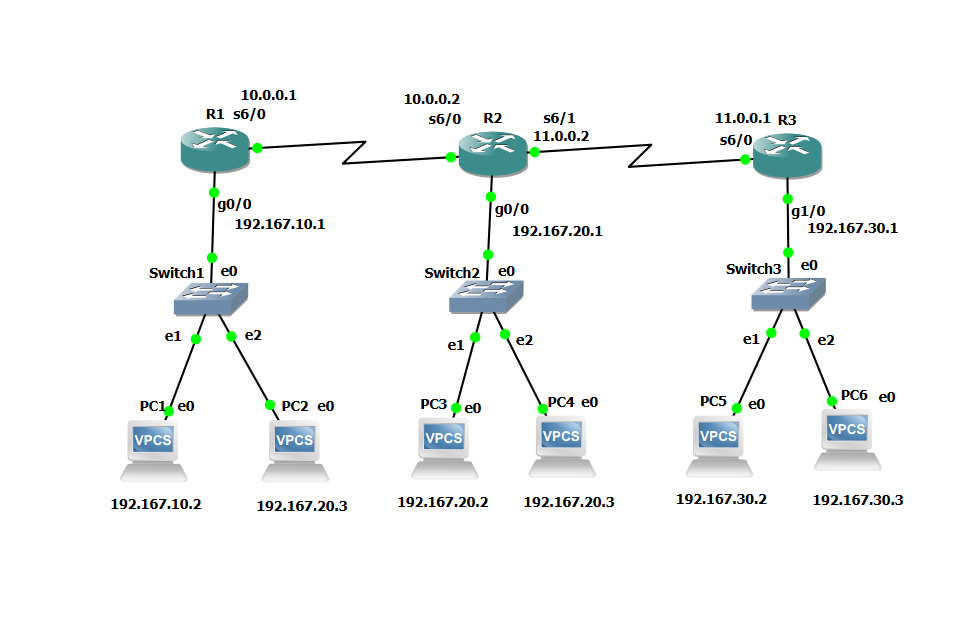 10.0.0.1
R1 s6/0
10.0.0.2
s6/0
R2
s6/1
11.0.0.2
11.0.0.1
R3
s6/0
g0/0
192.167.10.1
g0/0
192.167.20.1
g1/0
192.167.30.1
Switch1 e0
Switch2 e0
Switch3 e0
e1 e2
e1 e2
e1 e2
PC1 e0
PC2 e0
PC3 e0
PC4 e0
PC5 e0
PC6 e0
VPCS
VPCS
VPCS
VPCS
VPCS
VPCS
192.167.10.2
192.167.20.3
192.167.20.2
192.167.20.3
192.167.30.2
192.167.30.3